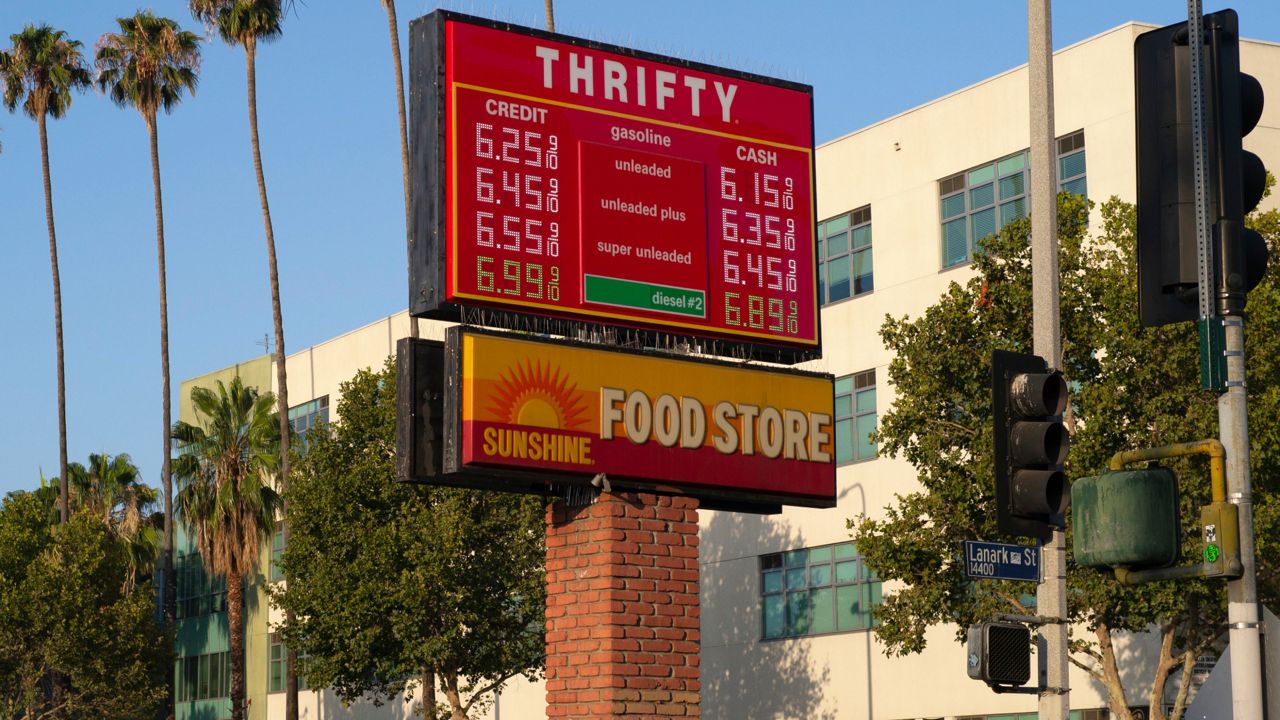 THRIFTY
CREDIT gasoline CASH
6.25 9/10 unleaded 6.15 9/10
6.45 9/10 unleaded plus 6.35 9/10
6.55 9/10 super unleaded 6.45 9/10
6.99 9/10 diesel #2 6.89 9/10
SUNSHINE FOOD STORE
Lanark St
14400